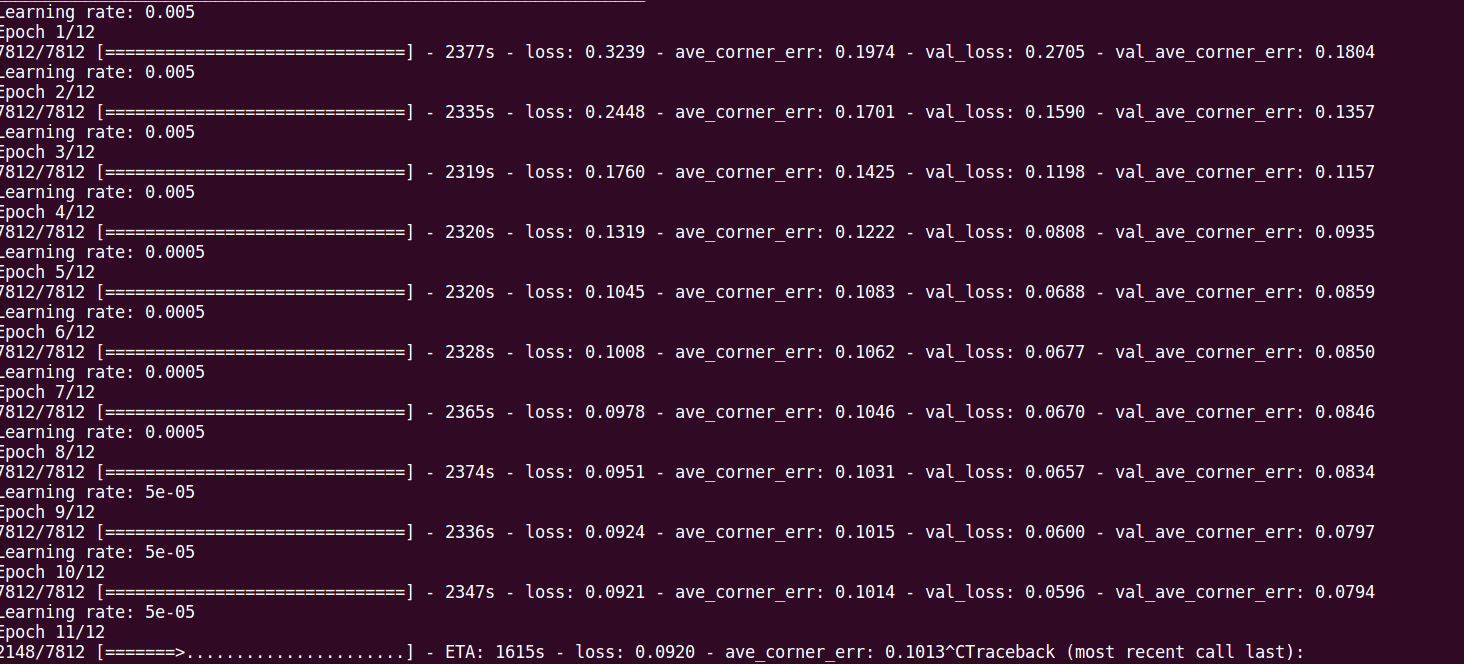 Learning rate: 0.005
Epoch 1/12
7812/7812 [==============================] - 2377s - loss: 0.3239 - ave_corner_err: 0.1974 - val_loss: 0.2705 - val_ave_corner_err: 0.1804
Learning rate: 0.005
Epoch 2/12
7812/7812 [==============================] - 2335s - loss: 0.2448 - ave_corner_err: 0.1701 - val_loss: 0.1590 - val_ave_corner_err: 0.1357
Learning rate: 0.005
Epoch 3/12
7812/7812 [==============================] - 2319s - loss: 0.1760 - ave_corner_err: 0.1425 - val_loss: 0.1198 - val_ave_corner_err: 0.1157
Learning rate: 0.005
Epoch 4/12
7812/7812 [==============================] - 2320s - loss: 0.1319 - ave_corner_err: 0.1222 - val_loss: 0.0808 - val_ave_corner_err: 0.0935
Learning rate: 0.0005
Epoch 5/12
7812/7812 [==============================] - 2320s - loss: 0.1045 - ave_corner_err: 0.1083 - val_loss: 0.0688 - val_ave_corner_err: 0.0859
Learning rate: 0.0005
Epoch 6/12
7812/7812 [==============================] - 2328s - loss: 0.1008 - ave_corner_err: 0.1062 - val_loss: 0.0677 - val_ave_corner_err: 0.0850
Learning rate: 0.0005
Epoch 7/12
7812/7812 [==============================] - 2365s - loss: 0.0978 - ave_corner_err: 0.1046 - val_loss: 0.0670 - val_ave_corner_err: 0.0846
Learning rate: 0.0005
Epoch 8/12
7812/7812 [==============================] - 2374s - loss: 0.0951 - ave_corner_err: 0.1031 - val_loss: 0.0657 - val_ave_corner_err: 0.0834
Learning rate: 5e-05
Epoch 9/12
7812/7812 [==============================] - 2336s - loss: 0.0924 - ave_corner_err: 0.1015 - val_loss: 0.0600 - val_ave_corner_err: 0.0797
Learning rate: 5e-05
Epoch 10/12
7812/7812 [==============================] - 2347s - loss: 0.0921 - ave_corner_err: 0.1014 - val_loss: 0.0596 - val_ave_corner_err: 0.0794
Learning rate: 5e-05
Epoch 11/12
2148/7812 [=======>......................] - ETA: 1615s - loss: 0.0920 - ave_corner_err: 0.1013^CTraceback (most recent call last):